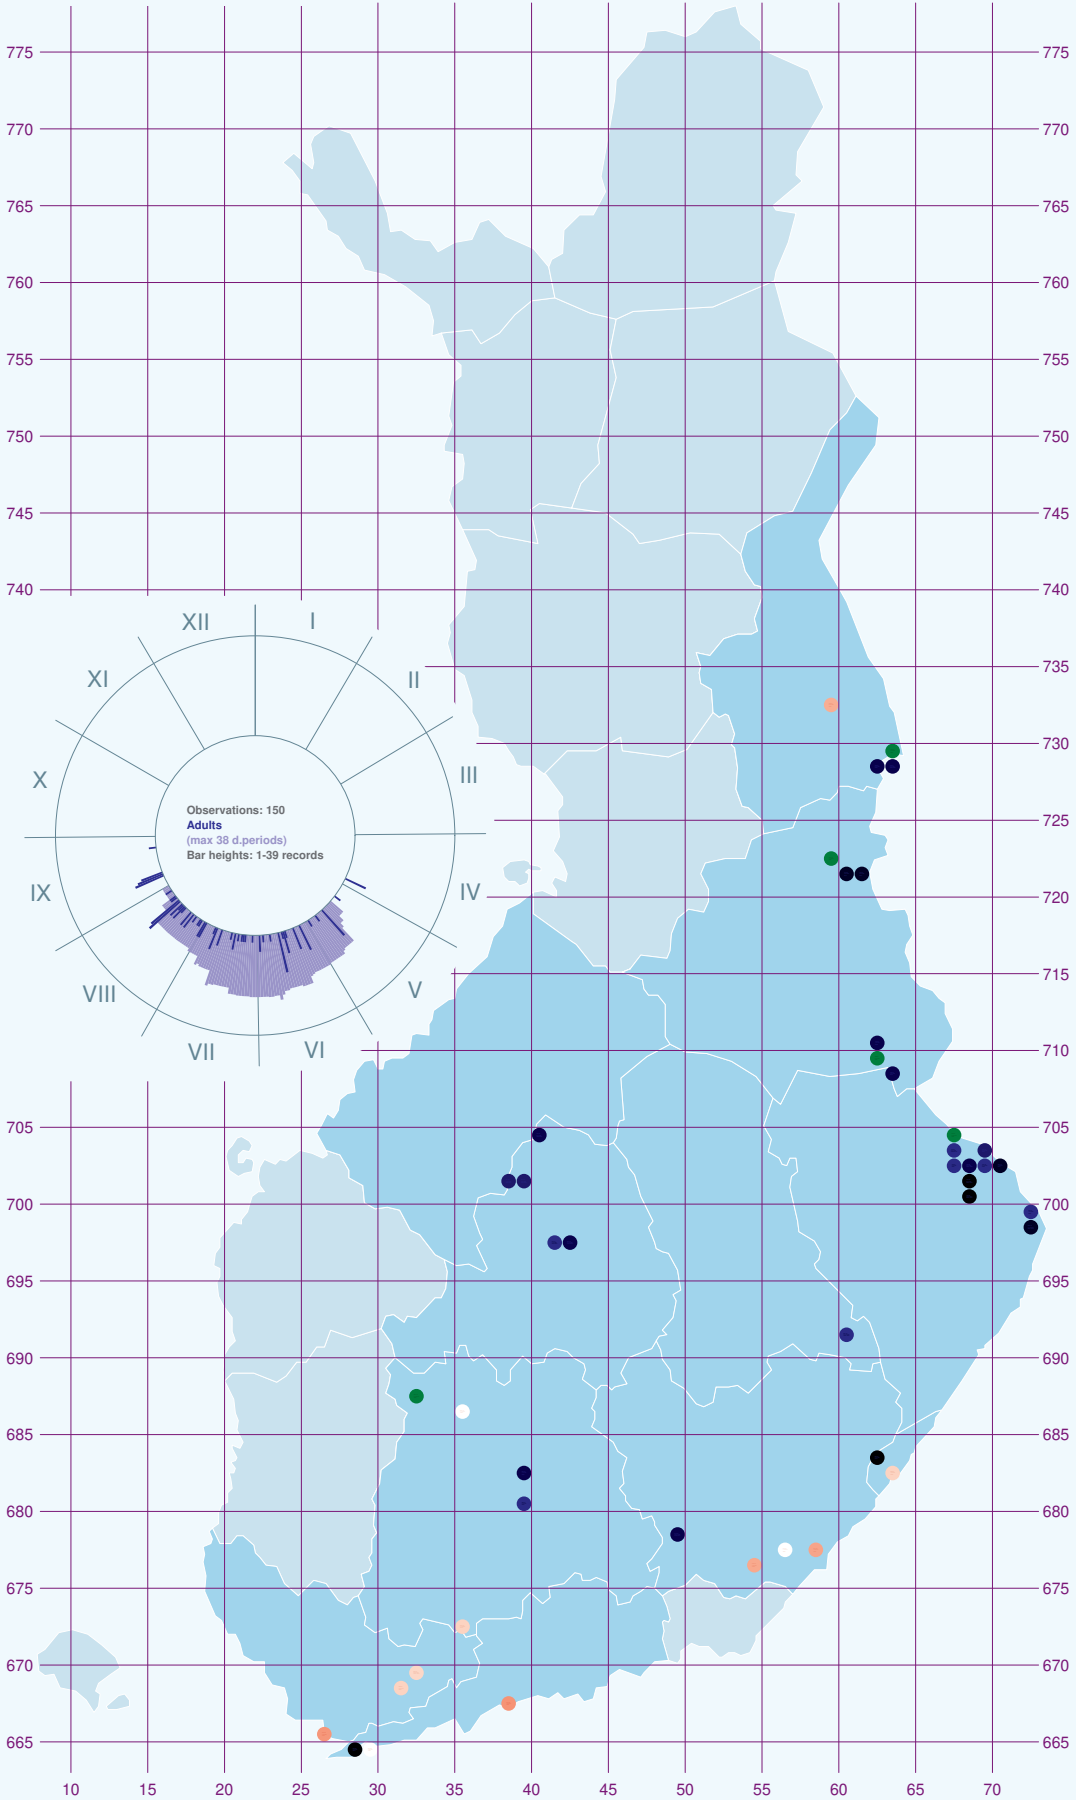 775 775
770 770
765 765
760 760
755 755
750 750
745 745
740 740
XII I
735
XI II
730
X III
Observations: 150
Adults
(max 38 d.periods)
Bar heights: 1-39 records
725
IX IV
720
715
VIII V
VII VI
710
705 705
700 700
695 695
690 690
685 685
680 680
675 675
670 670
665 665
10 15 20 25 30 35 40 45 50 55 60 65 70